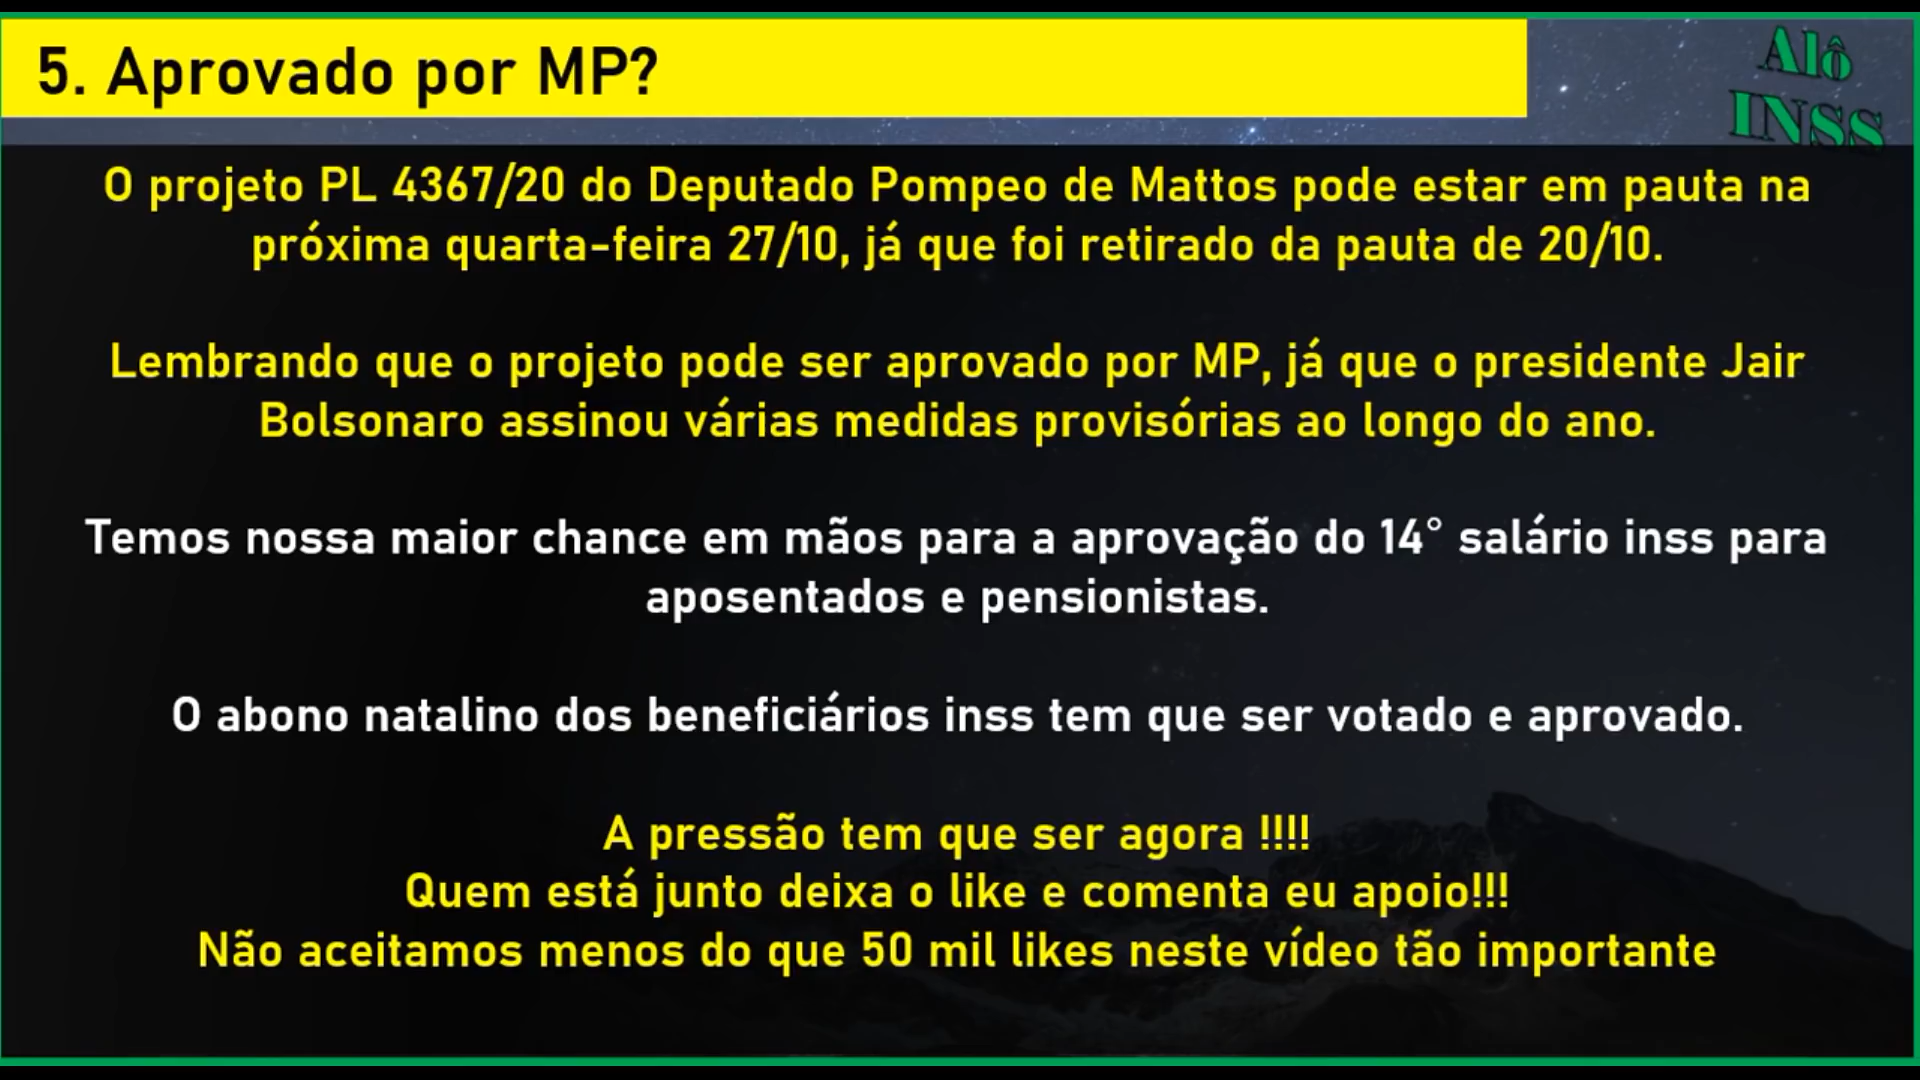 5. Aprovado por MP?
Alô
INSS
O projeto PL 4367/20 do Deputado Pompeo de Mattos pode estar em pauta na
próxima quarta-feira 27/10, já que foi retirado da pauta de 20/10.
Lembrando que o projeto pode ser aprovado por MP, já que o presidente Jair
Bolsonaro assinou várias medidas provisórias ao longo do ano.
Temos nossa maior chance em mãos para a aprovação do 14° salário inss para
aposentados e pensionistas.
O abono natalino dos beneficiários inss tem que ser votado e aprovado.
A pressão tem que ser agora !!!!
Quem está junto deixa o like e comenta eu apoio!!!
Não aceitamos menos do que 50 mil likes neste vídeo tão importante